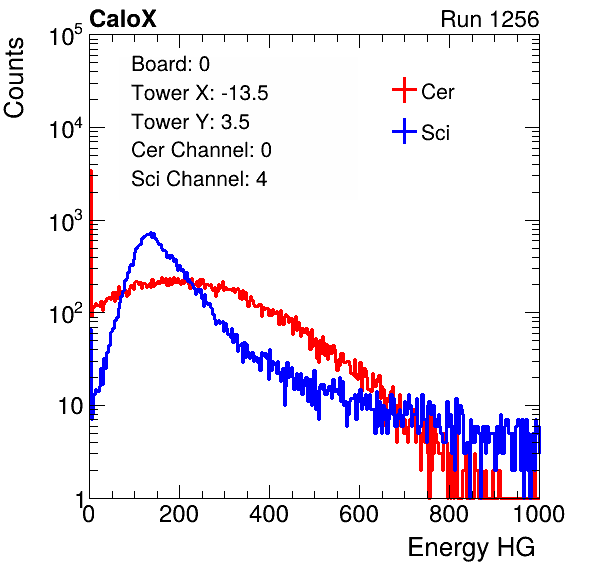 CaloX Run 1256
Counts
Board: 0
Tower X: -13.5
Tower Y: 3.5
Cer Channel: 0
Sci Channel: 4
Cer
Sci
10^5
10^4
10^3
10^2
10
1
0 200 400 600 800 1000
Energy HG